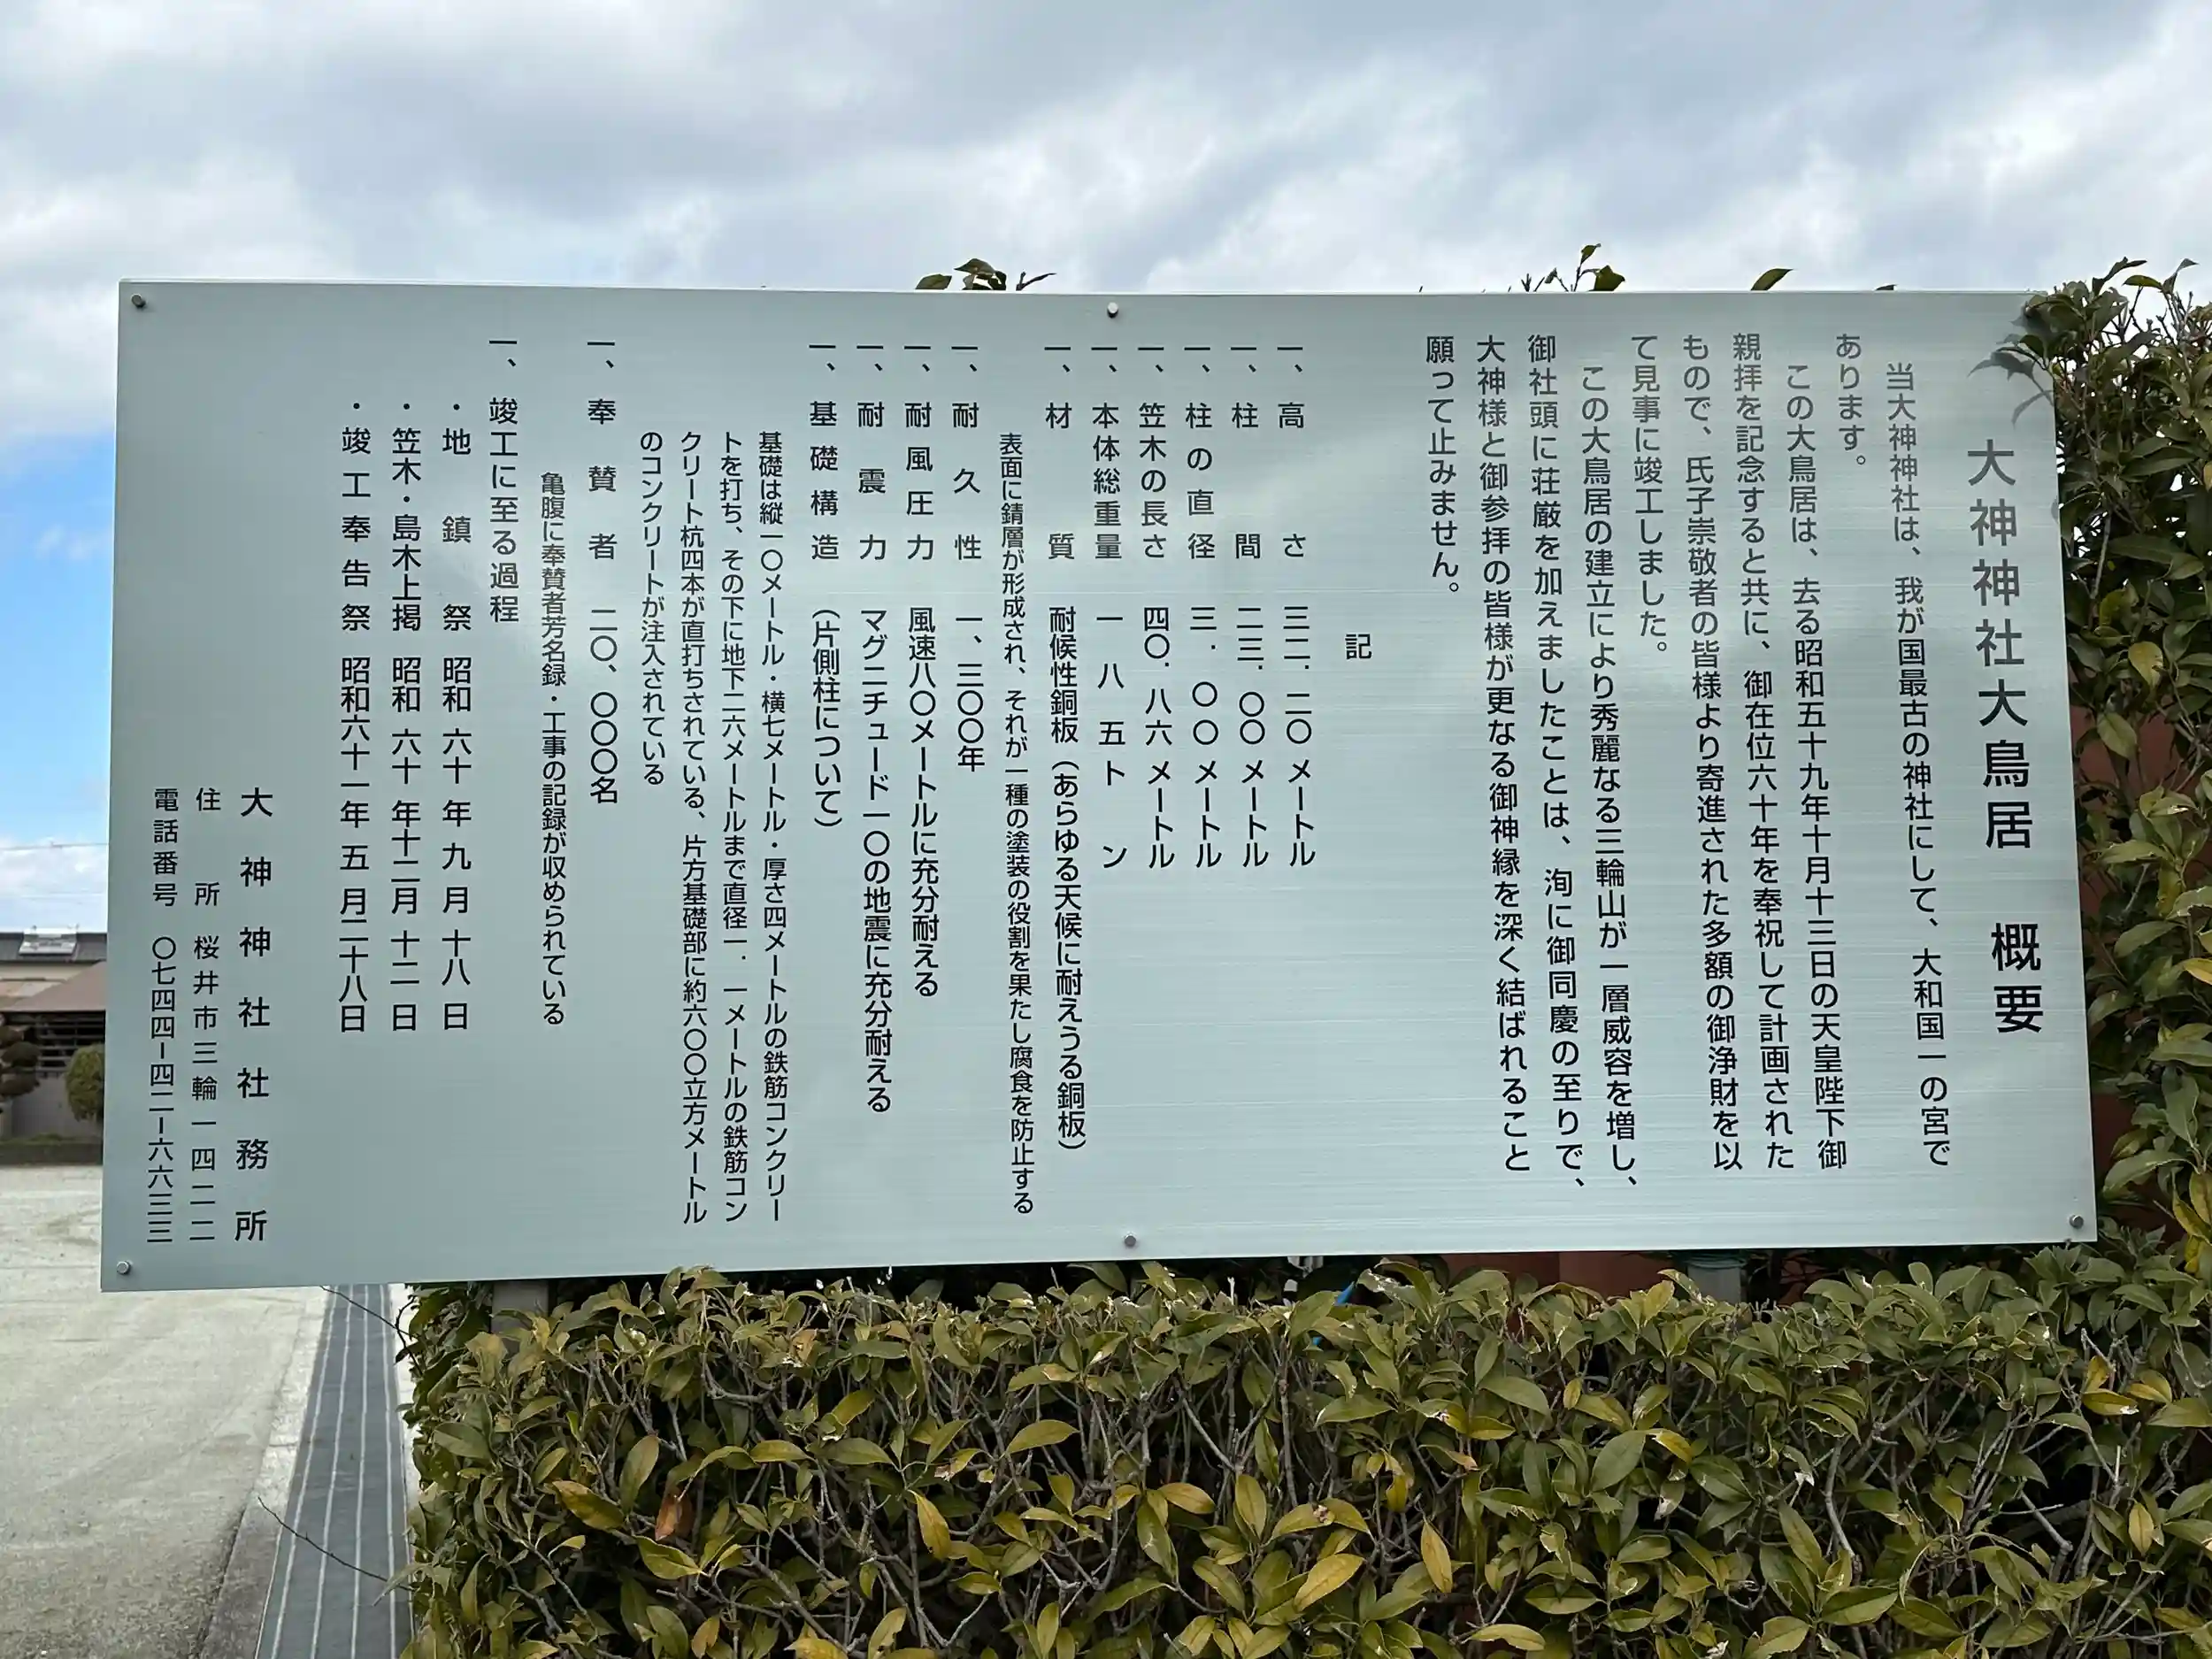 大神神社大鳥居　概要
当大神神社は、我が国最古の神社にして、大和国一の宮で
あります。
この大鳥居は、去る昭和五十九年十月十三日の天皇陛下御
親拝を記念すると共に、御在位六十年を奉祝して計画された
もので、氏子崇敬者の皆様より寄進された多額の御浄財を以
て見事に竣工しました。
この大鳥居の建立により秀麗なる三輪山が一層威容を増し、
御社頭に荘厳を加えましたことは、洵に御同慶の至りで、
大神様と御参拝の皆様が更なる御神縁を深く結ばれること
願って止みません。
記
一、高さ　三二．二〇メートル
一、柱間　二三．〇〇メートル
一、柱の直径　三．〇〇メートル
一、笠木の長さ　四〇．八六メートル
一、本体総重量　一八五トン
一、材質　耐候性銅板（あらゆる天候に耐えうる銅板）
表面に錆層が形成され、それが一種の塗装の役割を果たし腐食を防止する
一、耐久性　一、三〇〇年
一、耐風圧力　風速八〇メートルに充分耐える
一、耐震力　マグニチュード一〇の地震に充分耐える
一、基礎構造　（片側柱について）
基礎は縦一〇メートル・横七メートル・厚さ四メートルの鉄筋コンクリー
トを打ち、その下に地下二六メートルまで直径一．一メートルの鉄筋コン
クリート杭四本が直打ちされている、片方基礎部に約六〇〇立方メートル
のコンクリートが注入されている
一、奉賛者　二〇、〇〇〇名
亀腹に奉賛者芳名録・工事の記録が収められている
一、竣工に至る過程
・地鎮祭　昭和六十年九月十八日
・笠木・島木上掲　昭和六十年十二月十二日
・竣工奉告祭　昭和六十一年五月二十八日
大神神社社務所
住所　桜井市三輪一四二二
電話番号　〇七四四ー四二ー六六三三